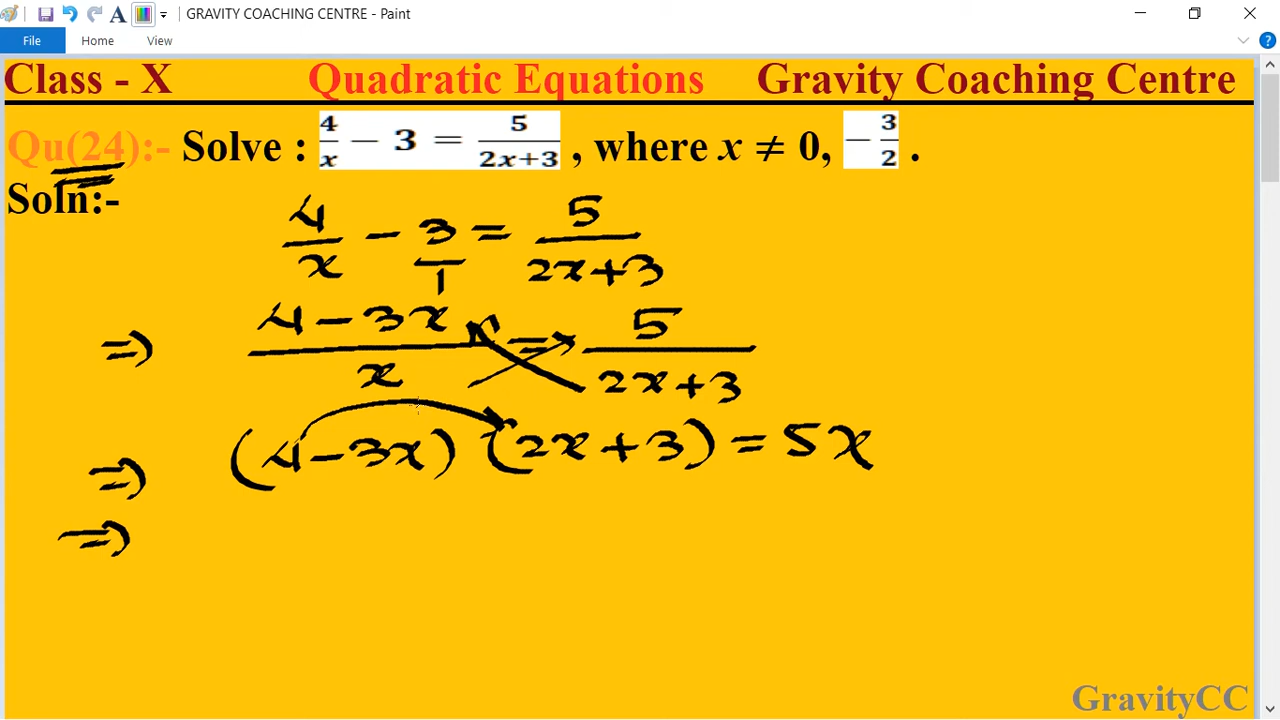 GRAVITY COACHING CENTRE - Paint
File Home View
Class - X Quadratic Equations Gravity Coaching Centre
Qu(24):- Solve : 4/x − 3 = 5/(2x+3) , where x ≠ 0, − 3/2 .
Soln:-
4/x − 3/1 = 5/(2x+3)
⇒ (4−3x)/x = 5/(2x+3)
⇒ (4−3x) (2x+3) = 5x
⇒
GravityCC